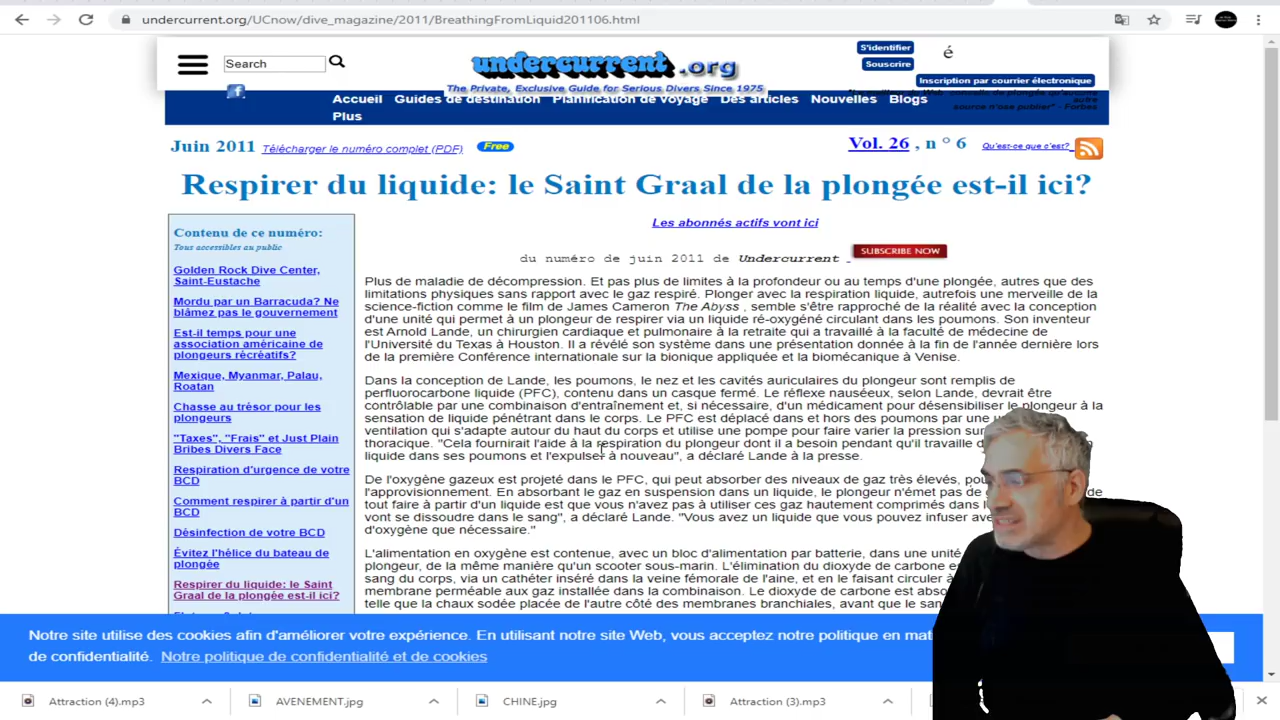 undercurrent.org/UCnow/dive_magazine/2011/BreathingFromLiquid201106.html
Search
undercurrent.org
The Private, Exclusive Guide for Serious Divers Since 1975
S'identifier
é
Souscrire
Inscription par courrier électronique
source n'ose publier" - Forbes
Accueil Guides de destination Planification de voyage Des articles Nouvelles Blogs
Plus
Juin 2011 Télécharger le numéro complet (PDF) Free
Vol. 26 , n ° 6 Qu'est-ce que c'est?
Respirer du liquide: le Saint Graal de la plongée est-il ici?
Contenu de ce numéro:
Tous accessibles au public
Golden Rock Dive Center,
Saint-Eustache
Mordu par un Barracuda? Ne
blâmez pas le gouvernement
Est-il temps pour une
association américaine de
plongeurs récréatifs?
Mexique, Myanmar, Palau,
Roatan
Chasse au trésor pour les
plongeurs
"Taxes", "Frais" et Just Plain
Bribes Divers Face
Respiration d'urgence de votre
BCD
Comment respirer à partir d'un
BCD
Désinfection de votre BCD
Évitez l'hélice du bateau de
plongée
Respirer du liquide: le Saint
Graal de la plongée est-il ici?
Les abonnés actifs vont ici
du numéro de juin 2011 de Undercurrent SUBSCRIBE NOW
Plus de maladie de décompression. Et pas plus de limites à la profondeur ou au temps d'une plongée, autres que des
limitations physiques sans rapport avec le gaz respiré. Plonger avec la respiration liquide, autrefois une merveille de la
science-fiction comme le film de James Cameron The Abyss , semble s'être rapproché de la réalité avec la conception
d'une unité qui permet à un plongeur de respirer via un liquide ré-oxygéné circulant dans les poumons. Son inventeur
est Arnold Lande, un chirurgien cardiaque et pulmonaire à la retraite qui a travaillé à la faculté de médecine de
l'Université du Texas à Houston. Il a révélé son système dans une présentation donnée à la fin de l'année dernière lors
de la première Conférence internationale sur la bionique appliquée et la biomécanique à Venise.
Dans la conception de Lande, les poumons, le nez et les cavités auriculaires du plongeur sont remplis de
perfluorocarbone liquide (PFC), contenu dans un casque fermé. Le réflexe nauséeux, selon Lande, devrait être
contrôlable par une combinaison d'entraînement et, si nécessaire, d'un médicament pour désensibiliser le plongeur à la
sensation de liquide pénétrant dans le corps. Le PFC est déplacé dans et hors des poumons par une
ventilation qui s'adapte autour du haut du corps et utilise une pompe pour faire varier la pression sur
thoracique. "Cela fournirait l'aide à la respiration du plongeur dont il a besoin pendant qu'il travaille
liquide dans ses poumons et l'expulser à nouveau", a déclaré Lande à la presse.
De l'oxygène gazeux est projeté dans le PFC, qui peut absorber des niveaux de gaz très élevés,
l'approvisionnement. En absorbant le gaz en suspension dans un liquide, le plongeur n'émet pas de
tout faire à partir d'un liquide est que vous n'avez pas à utiliser ces gaz hautement comprimés dans
vont se dissoudre dans le sang", a déclaré Lande. "Vous avez un liquide que vous pouvez infuser
d'oxygène que nécessaire."
L'alimentation en oxygène est contenue, avec un bloc d'alimentation par batterie, dans une unité
plongeur, de la même manière qu'un scooter sous-marin. L'élimination du dioxyde de carbone
sang du corps, via un cathéter inséré dans la veine fémorale de l'aine, et en le faisant circuler à
membrane perméable aux gaz installée dans la combinaison. Le dioxyde de carbone est
telle que la chaux sodée placée de l'autre côté des membranes branchiales, avant que le
Notre site utilise des cookies afin d'améliorer votre expérience. En utilisant notre site Web, vous acceptez notre politique en
de confidentialité. Notre politique de confidentialité et de cookies
Attraction (4).mp3
AVENEMENT.jpg
CHINE.jpg
Attraction (3).mp3